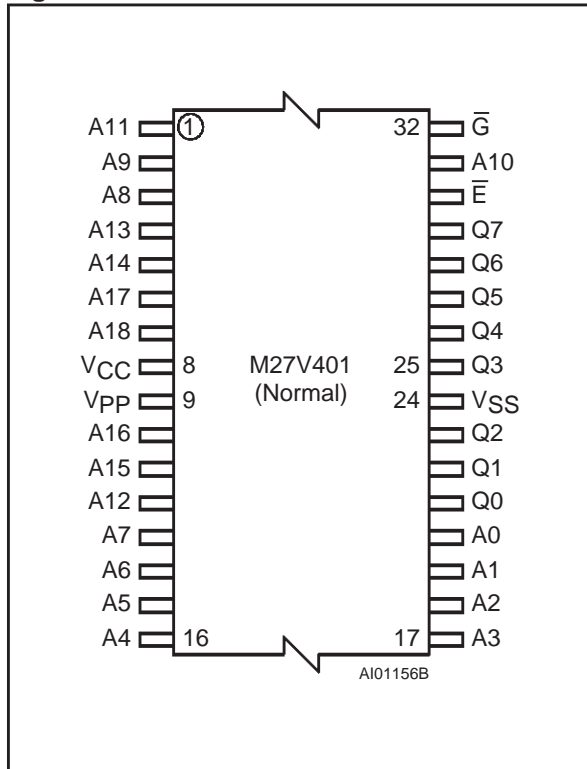 A11 1 32 G̅
A9 A10
A8 E̅
A13 Q7
A14 Q6
A17 Q5
A18 Q4
VCC 8 M27V401 25 Q3
VPP 9 (Normal) 24 VSS
A16 Q2
A15 Q1
A12 Q0
A7 A0
A6 A1
A5 A2
A4 16 17 A3
AI01156B